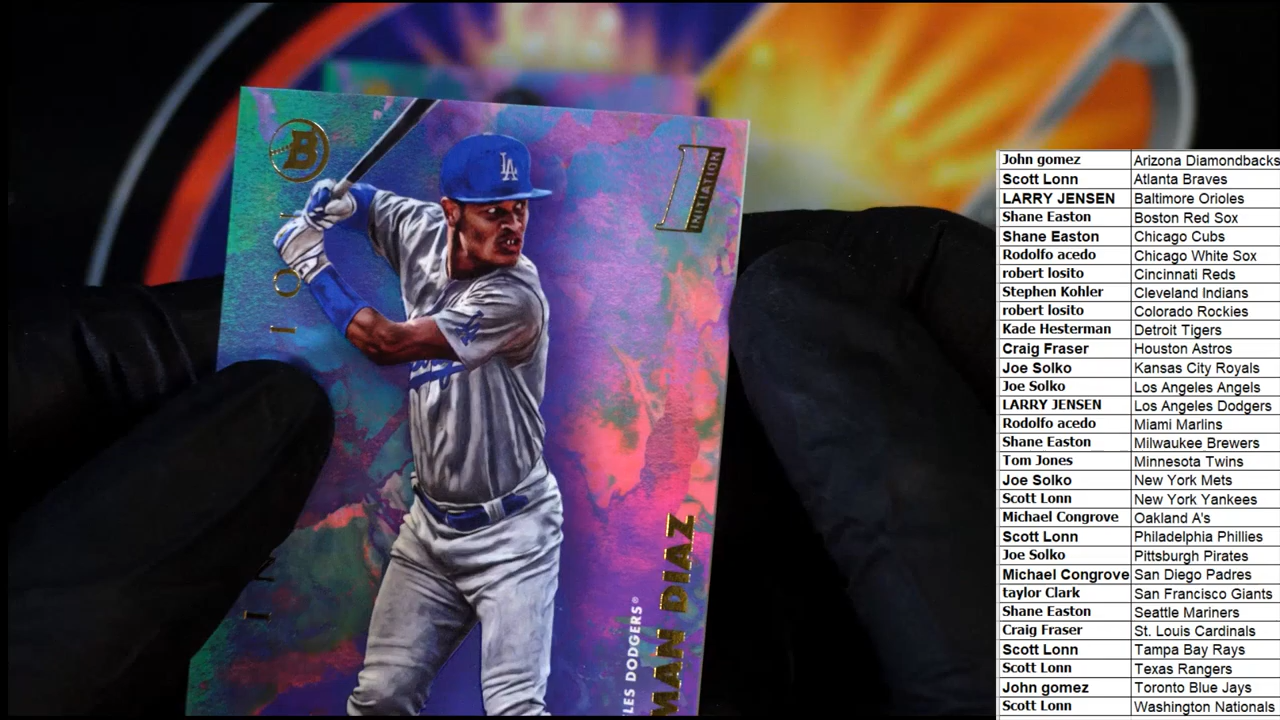 B
INITIATION
LA
LES DODGERS®
MAN DIAZ
John gomez Arizona Diamondbacks
Scott Lonn Atlanta Braves
LARRY JENSEN Baltimore Orioles
Shane Easton Boston Red Sox
Shane Easton Chicago Cubs
Rodolfo acedo Chicago White Sox
robert losito Cincinnati Reds
Stephen Kohler Cleveland Indians
robert losito Colorado Rockies
Kade Hesterman Detroit Tigers
Craig Fraser Houston Astros
Joe Solko Kansas City Royals
Joe Solko Los Angeles Angels
LARRY JENSEN Los Angeles Dodgers
Rodolfo acedo Miami Marlins
Shane Easton Milwaukee Brewers
Tom Jones Minnesota Twins
Joe Solko New York Mets
Scott Lonn New York Yankees
Michael Congrove Oakland A's
Scott Lonn Philadelphia Phillies
Joe Solko Pittsburgh Pirates
Michael Congrove San Diego Padres
taylor Clark San Francisco Giants
Shane Easton Seattle Mariners
Craig Fraser St. Louis Cardinals
Scott Lonn Tampa Bay Rays
Scott Lonn Texas Rangers
John gomez Toronto Blue Jays
Scott Lonn Washington Nationals